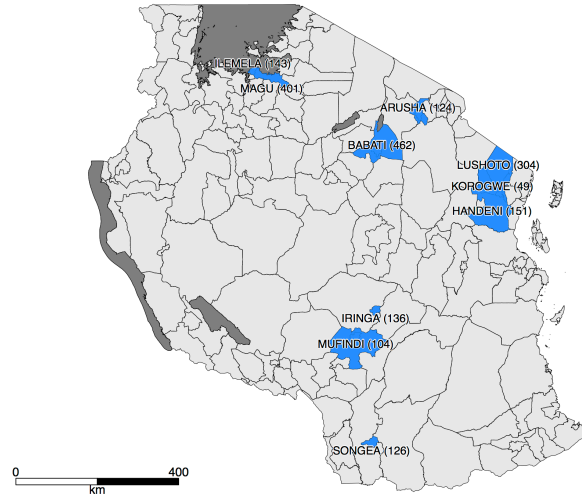 ILEMELA (143)
MAGU (401)
ARUSHA (124)
BABATI (462)
LUSHOTO (304)
KOROGWE (49)
HANDENI (151)
IRINGA (136)
MUFINDI (104)
SONGEA (126)
0 400
km